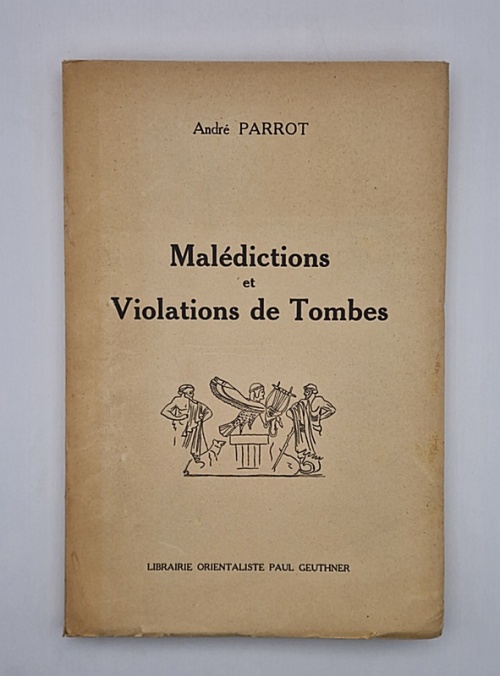 André PARROT
Malédictions
et
Violations de Tombes
LIBRAIRIE ORIENTALISTE PAUL GEUTHNER